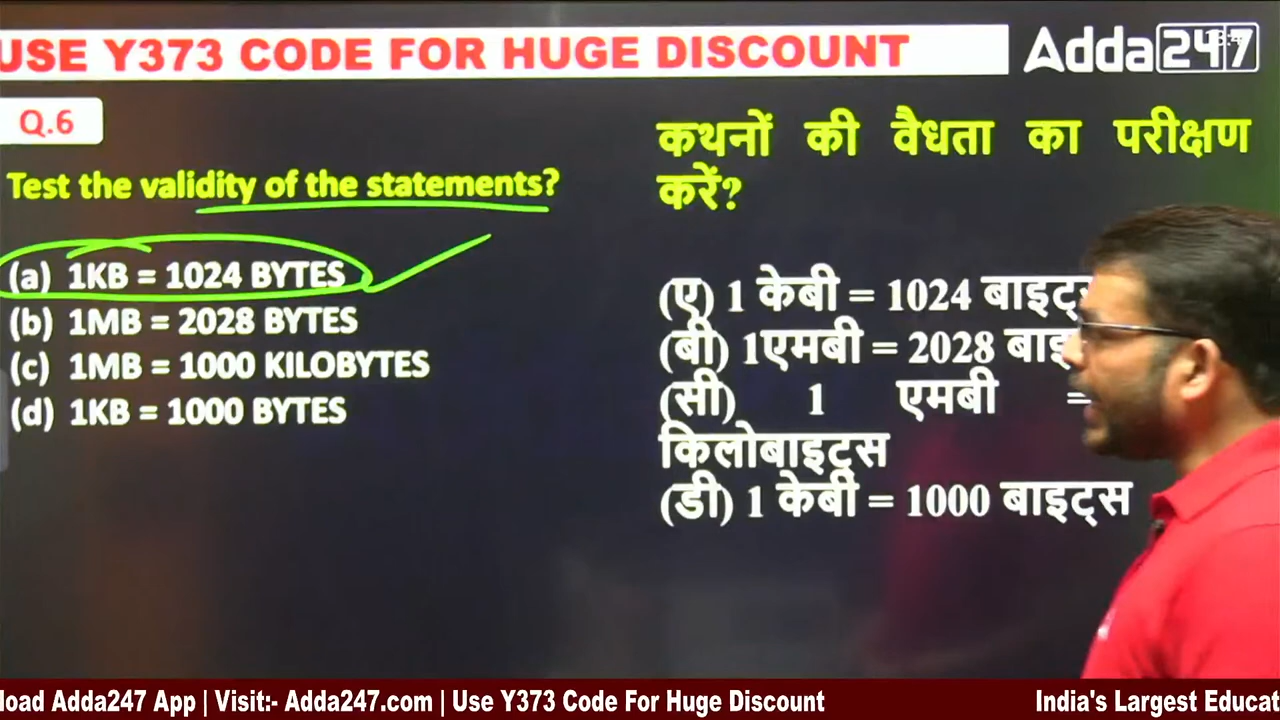 USE Y373 CODE FOR HUGE DISCOUNT
Adda247
Q.6
Test the validity of the statements?
(a) 1KB = 1024 BYTES
(b) 1MB = 2028 BYTES
(c) 1MB = 1000 KILOBYTES
(d) 1KB = 1000 BYTES
कथनों की वैधता का परीक्षण
करें?
(ए) 1 केबी = 1024 बाइट्स
(बी) 1एमबी = 2028
(सी) 1 एमबी =
किलोबाइट्स
(डी) 1 केबी = 1000 बाइट्स
Adda247 App | Visit:- Adda247.com | Use Y373 Code For Huge Discount
India's Largest